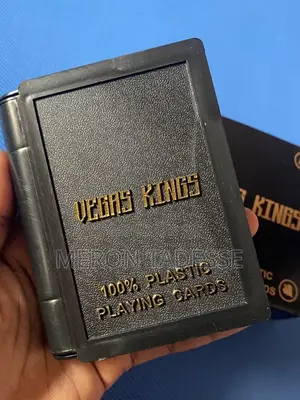 VEGAS KINGS
MERON TADESSE
100% PLASTIC
PLAYING CARDS
KINGS